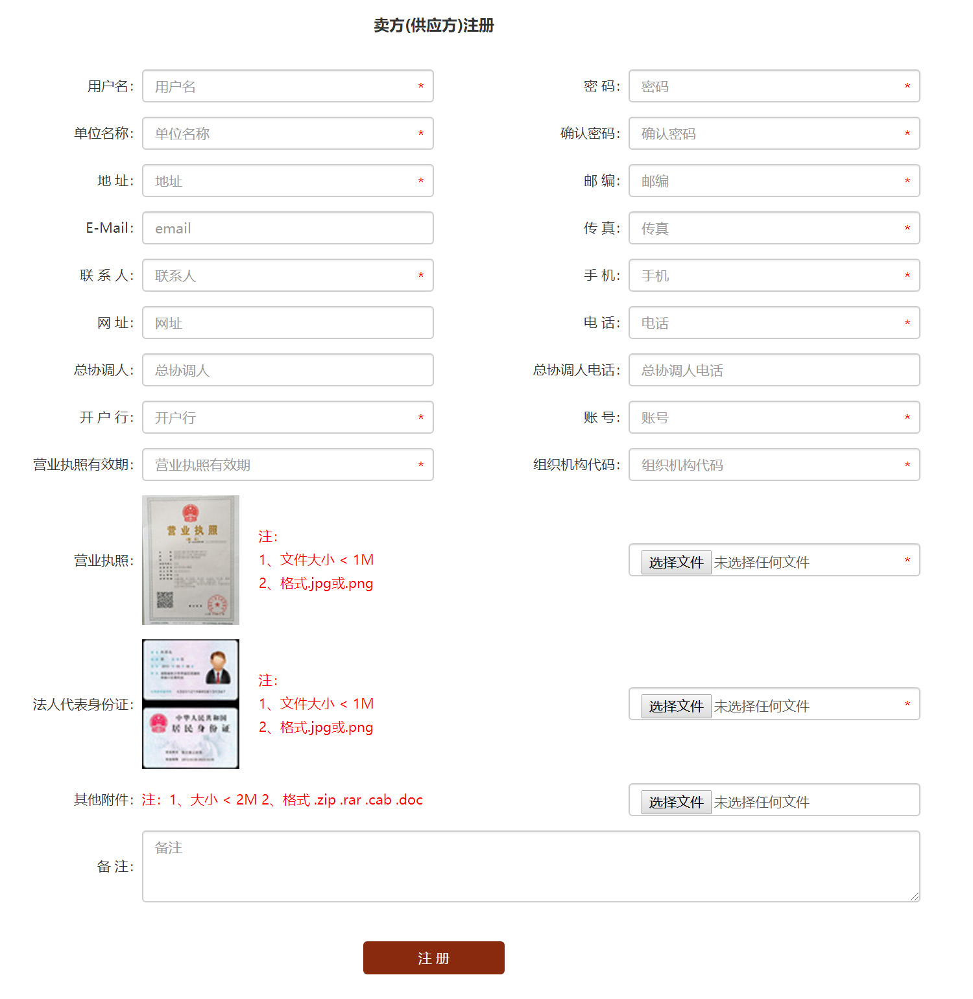 卖方(供应方)注册
用户名： 用户名 * 密 码： 密码 *
单位名称： 单位名称 * 确认密码： 确认密码 *
地 址： 地址 * 邮 编： 邮编 *
E-Mail： email 传 真： 传真 *
联 系 人： 联系人 * 手 机： 手机 *
网 址： 网址 电 话： 电话 *
总协调人： 总协调人 总协调人电话： 总协调人电话
开 户 行： 开户行 * 账 号： 账号 *
营业执照有效期： 营业执照有效期 * 组织机构代码： 组织机构代码 *
营业执照
注：
营业执照： 1、文件大小 < 1M 选择文件 未选择任何文件 *
2、格式.jpg或.png
注：
法人代表身份证： 1、文件大小 < 1M 选择文件 未选择任何文件 *
中华人民共和国
居民身份证
2、格式.jpg或.png
其他附件： 注：1、大小 < 2M 2、格式 .zip .rar .cab .doc 选择文件 未选择任何文件
备 注： 备注
注 册